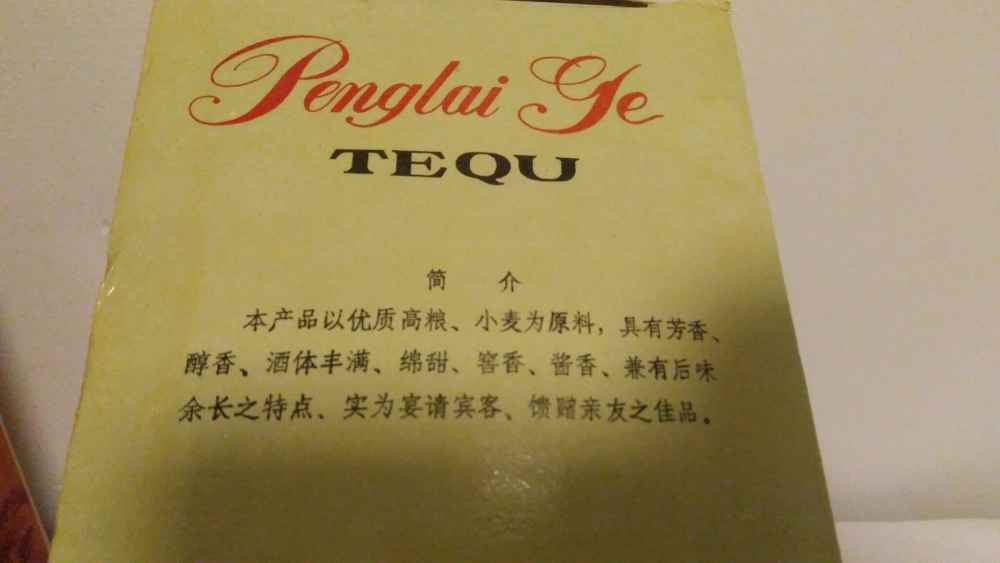 Penglai Ge
TEQU
简 介
本产品以优质高粮、小麦为原料，具有芳香、
醇香、酒体丰满、绵甜、窖香、酱香、兼有后味
余长之特点、实为宴请宾客、馈赠亲友之佳品。